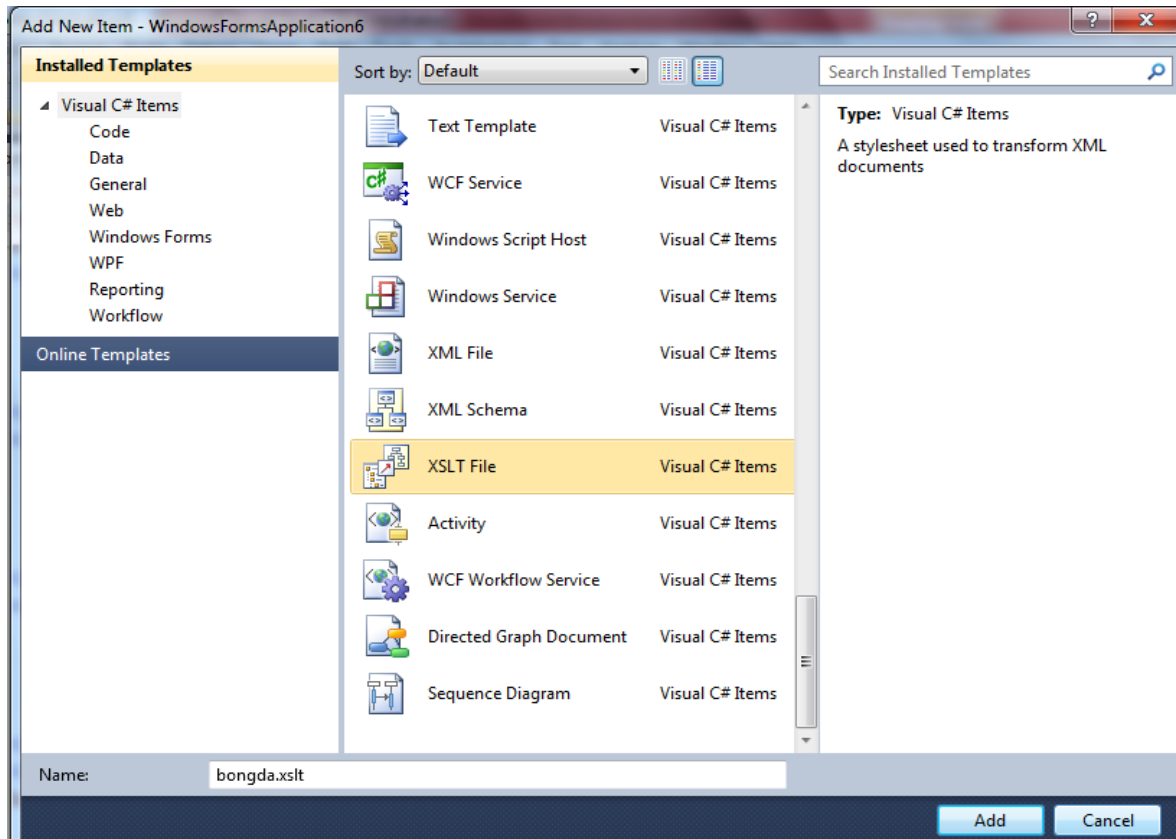 Add New Item - WindowsFormsApplication6
Installed Templates
Visual C# Items
Code
Data
General
Web
Windows Forms
WPF
Reporting
Workflow
Online Templates
Sort by: Default
Search Installed Templates
Text Template Visual C# Items
WCF Service Visual C# Items
Windows Script Host Visual C# Items
Windows Service Visual C# Items
XML File Visual C# Items
XML Schema Visual C# Items
XSLT File Visual C# Items
Activity Visual C# Items
WCF Workflow Service Visual C# Items
Directed Graph Document Visual C# Items
Sequence Diagram Visual C# Items
Type: Visual C# Items
A stylesheet used to transform XML
documents
Name: bongda.xslt
Add Cancel